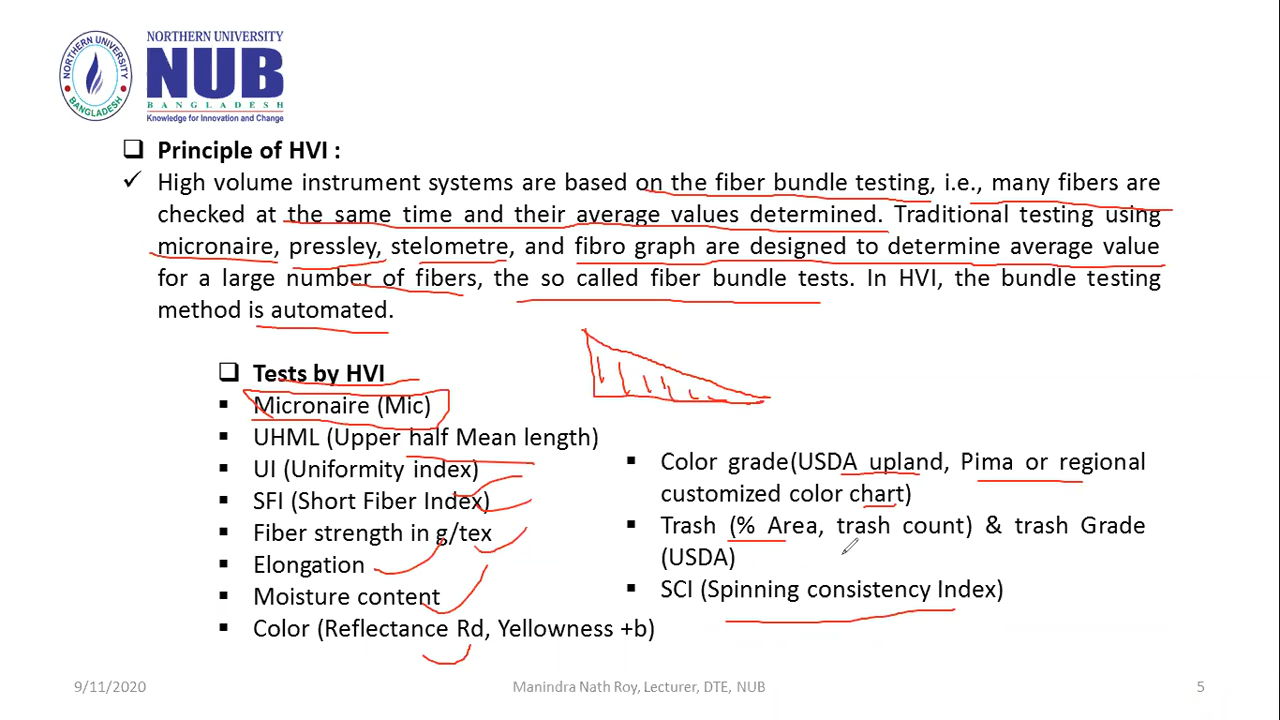 NORTHERN UNIVERSITY
NUB
BANGLADESH
Knowledge for Innovation and Change
NORTHERN UNIVERSITY
BANGLADESH
❑ Principle of HVI :
✓ High volume instrument systems are based on the fiber bundle testing, i.e., many fibers are
checked at the same time and their average values determined. Traditional testing using
micronaire, pressley, stelometre, and fibro graph are designed to determine average value
for a large number of fibers, the so called fiber bundle tests. In HVI, the bundle testing
method is automated.
❑ Tests by HVI
▪ Micronaire (Mic)
▪ UHML (Upper half Mean length)
▪ UI (Uniformity index)
▪ SFI (Short Fiber Index)
▪ Fiber strength in g/tex
▪ Elongation
▪ Moisture content
▪ Color (Reflectance Rd, Yellowness +b)
▪ Color grade(USDA upland, Pima or regional
customized color chart)
▪ Trash (% Area, trash count) & trash Grade
(USDA)
▪ SCI (Spinning consistency Index)
9/11/2020
Manindra Nath Roy, Lecturer, DTE, NUB
5